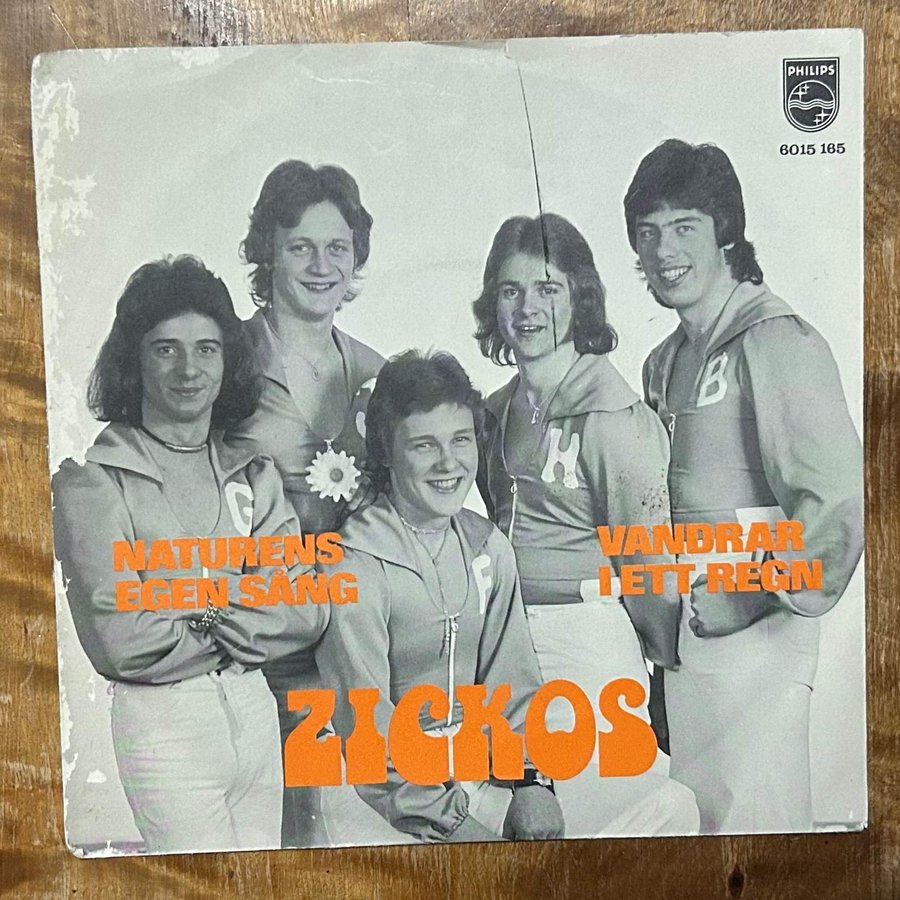 PHILIPS
6015 165
G
H
B
F
NATURENS
EGEN SÅNG
VANDRAR
I ETT REGN
ZICKOS